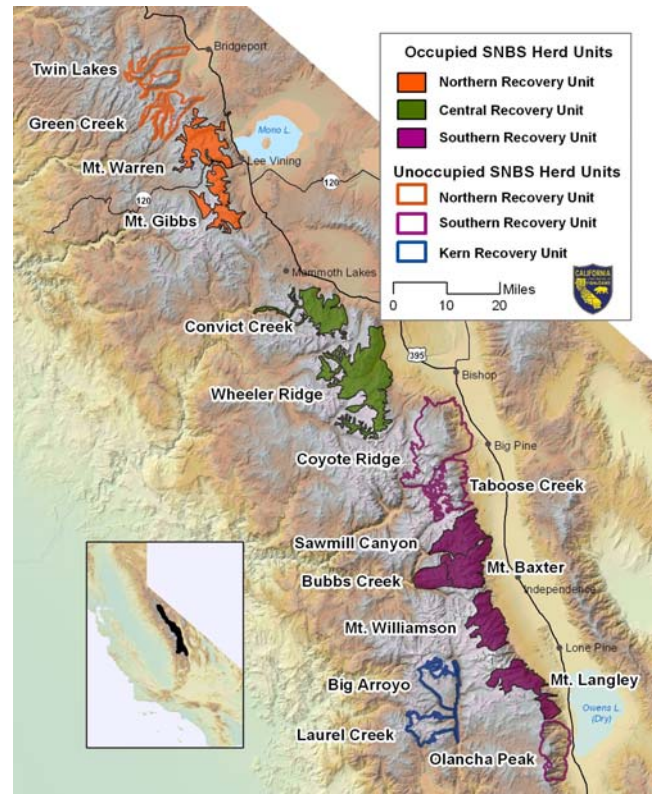 Occupied SNBS Herd Units
Northern Recovery Unit
Central Recovery Unit
Southern Recovery Unit
Unoccupied SNBS Herd Units
Northern Recovery Unit
Southern Recovery Unit
Kern Recovery Unit
0 10 20 Miles
CALIFORNIA
Bridgeport
Twin Lakes
Green Creek
Mono L.
Mt. Warren
Lee Vining
120
120
Mt. Gibbs
Mammoth Lakes
Convict Creek
395
Wheeler Ridge
Bishop
Big Pine
Coyote Ridge
Taboose Creek
Sawmill Canyon
Mt. Baxter
Bubbs Creek
Independence
Mt. Williamson
Lone Pine
Big Arroyo
Mt. Langley
Owens L.
(Dry)
Laurel Creek
Olancha Peak